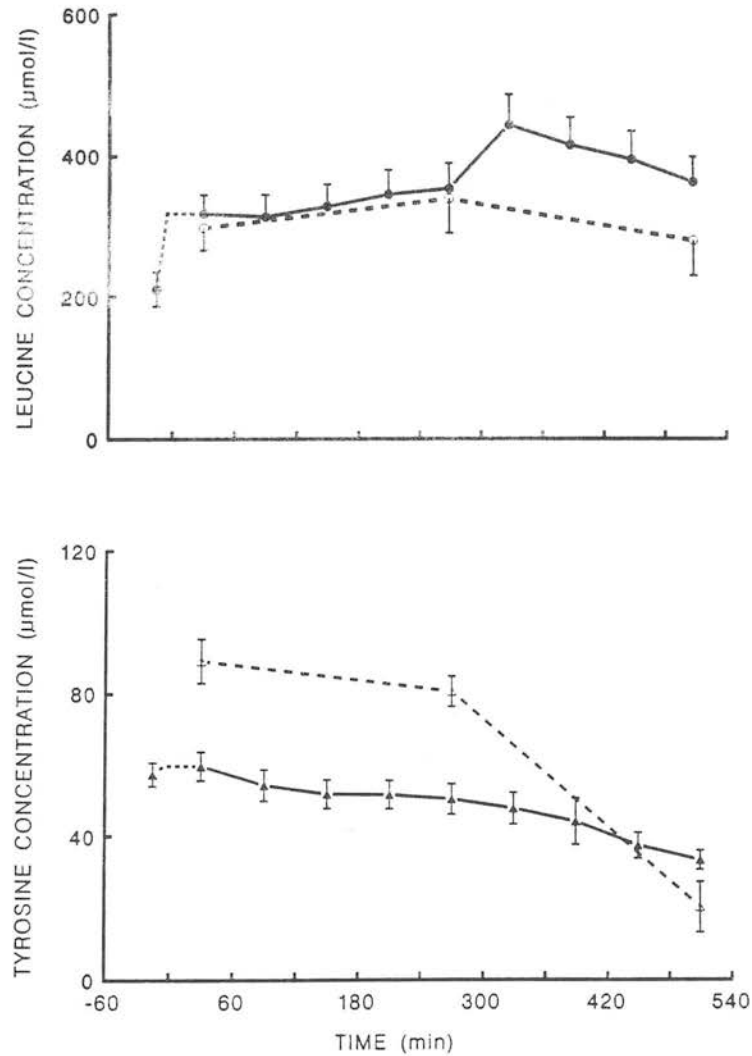 600
400
200
0
LEUCINE CONCENTRATION (µmol/l)
120
80
40
0
TYROSINE CONCENTRATION (µmol/l)
-60 60 180 300 420 540
TIME (min)